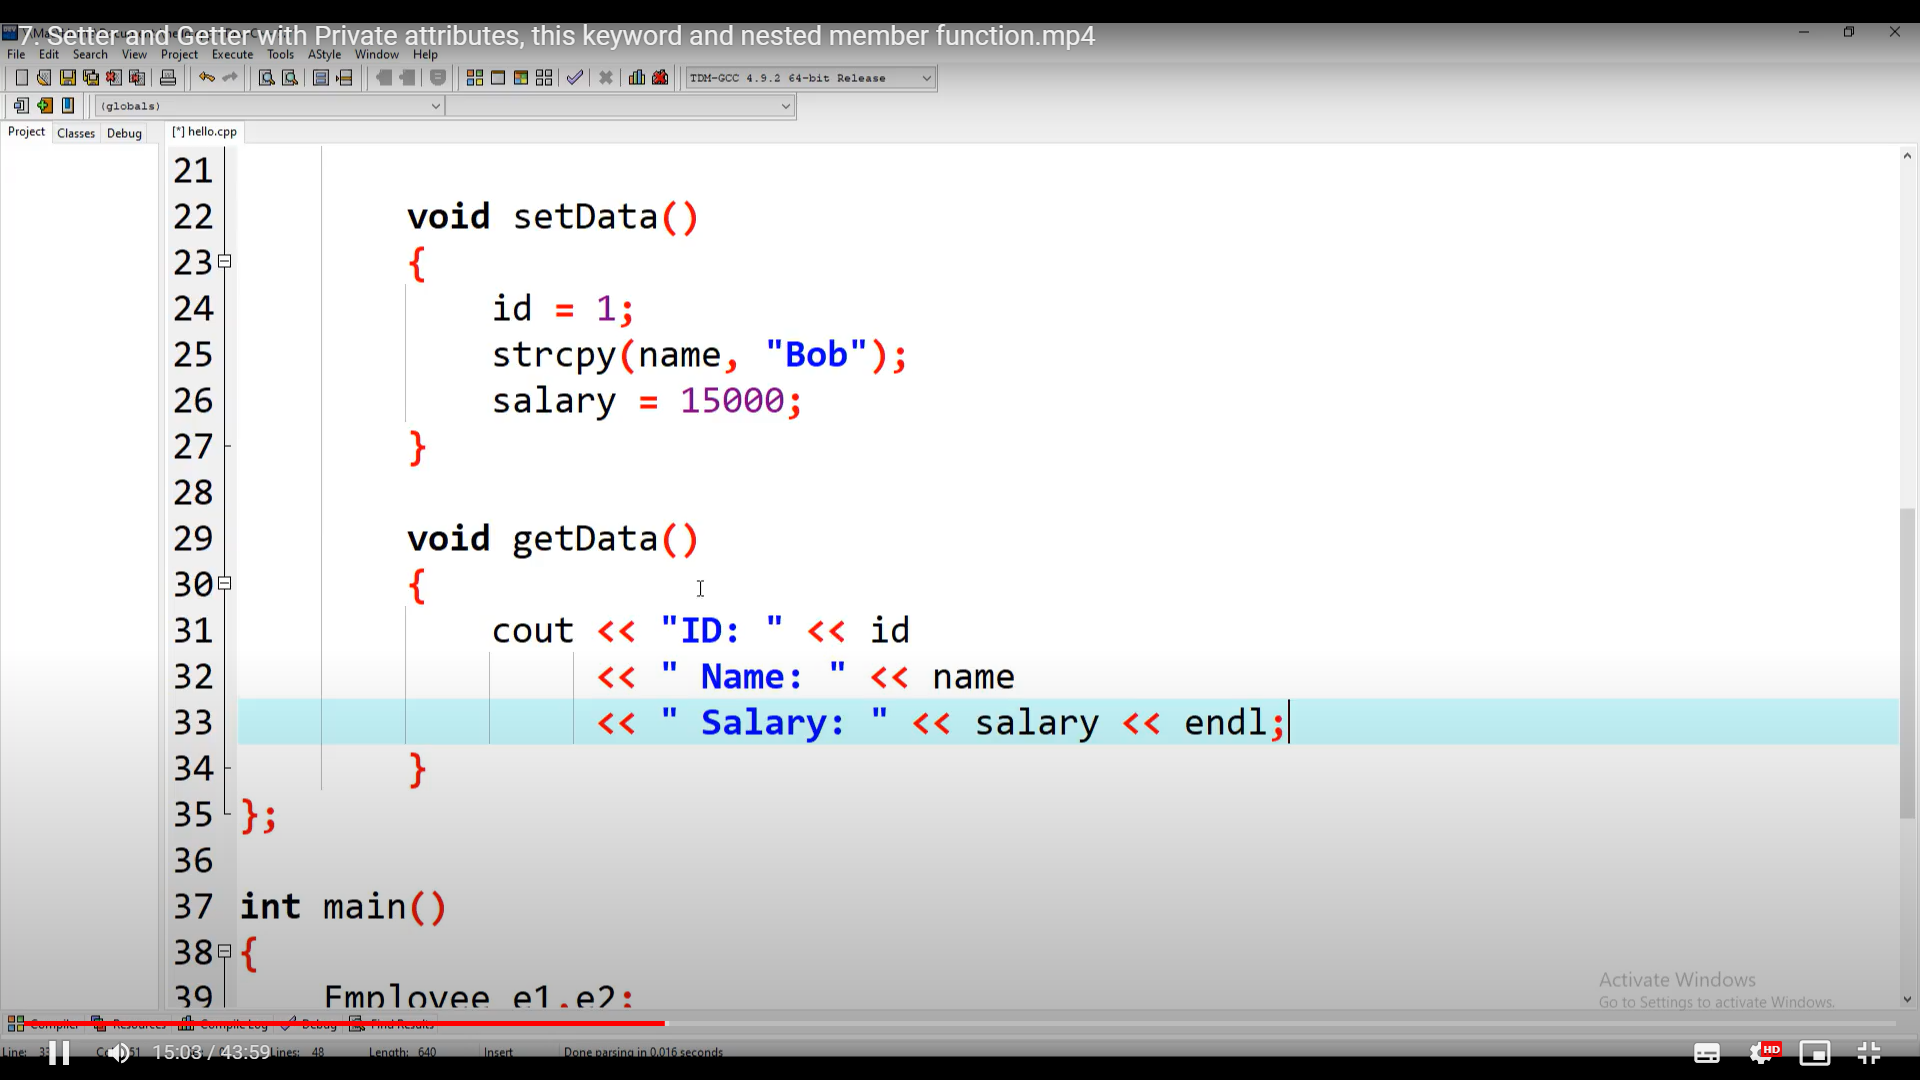 7. Setter and Getter with Private attributes, this keyword and nested member function.mp4
File Edit Search View Project Execute Tools AStyle Window Help
TDM-GCC 4.9.2 64-bit Release
(globals)
Project Classes Debug [*] hello.cpp
21
22 void setData()
23 {
24 id = 1;
25 strcpy(name, "Bob");
26 salary = 15000;
27 }
28
29 void getData()
30 {
31 cout << "ID: " << id
32 << " Name: " << name
33 << " Salary: " << salary << endl;
34 }
35 };
36
37 int main()
38 {
39 Employee e1,e2;
Activate Windows
Go to Settings to activate Windows.
Compiler Resources Compile Log Debug Find Results
15:03 / 43:59
Line: Lines: 48 Length: 640 Insert Done parsing in 0.016 seconds
HD